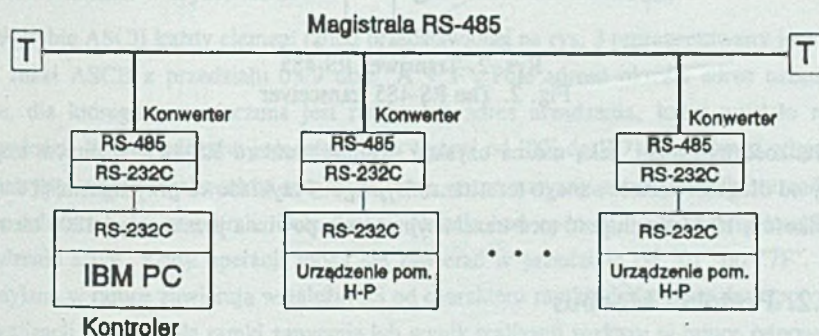 Magistrala RS-485
T
T
Konwerter
Konwerter
Konwerter
RS-485
RS-485
RS-485
RS-232C
RS-232C
RS-232C
RS-232C
RS-232C
RS-232C
IBM PC
Urządzenie pom.
H-P
Urządzenie pom.
H-P
Kontroler